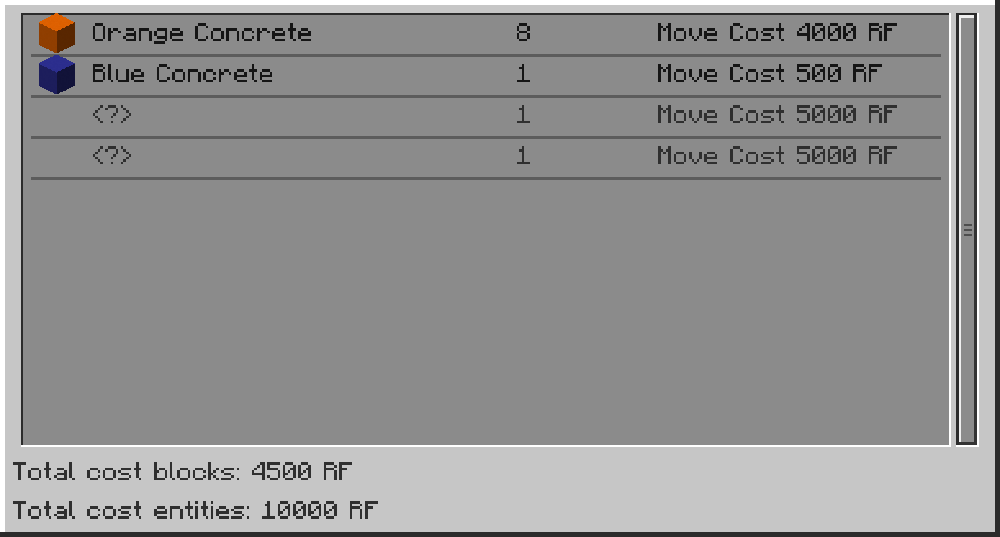 Orange Concrete 8 Move Cost 4000 RF
Blue Concrete 1 Move Cost 500 RF
<?> 1 Move Cost 5000 RF
<?> 1 Move Cost 5000 RF
Total cost blocks: 4500 RF
Total cost entities: 10000 RF